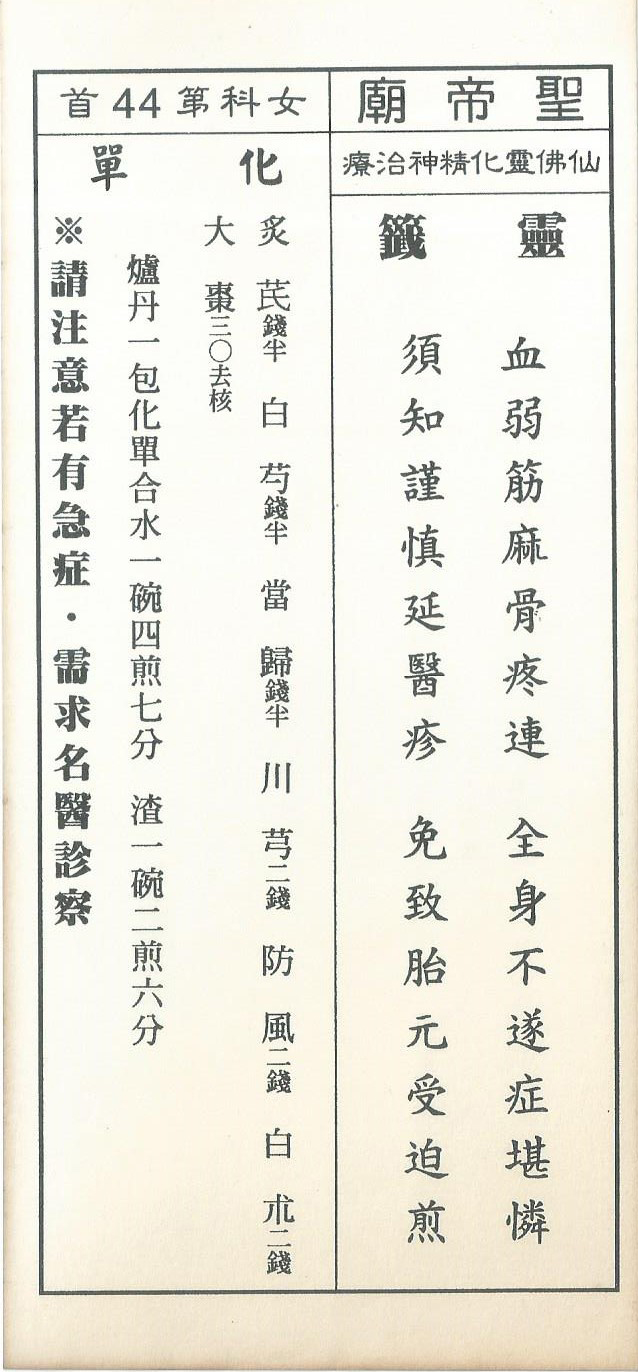 聖帝廟
仙佛靈化精神治療
靈籤
血弱筋麻骨疼連　全身不遂症堪憐
須知謹慎延醫疹　免致胎元受迫煎
女科第44首
化單
炙芪錢半　白芍錢半　當歸錢半　川芎二錢　防風二錢　白朮二錢
大棗三〇去核
爐丹一包化單合水一碗四煎七分　渣一碗二煎六分
※請注意若有急症・需求名醫診察